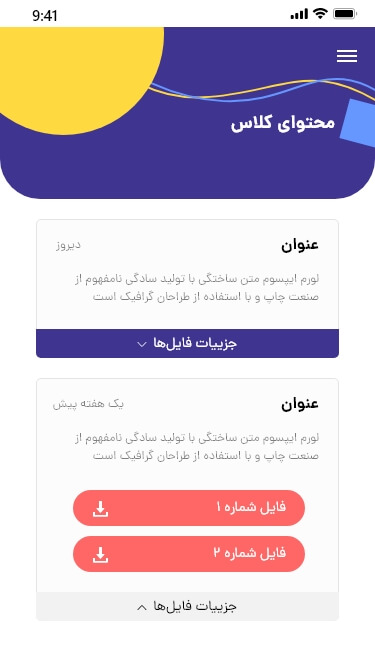 9:41
محتوای کلاس
عنوان
دیروز
لورم ایپسوم متن ساختگی با تولید سادگی نامفهوم از
صنعت چاپ و با استفاده از طراحان گرافیک است
جزییات فایل‌ها
عنوان
یک هفته پیش
لورم ایپسوم متن ساختگی با تولید سادگی نامفهوم از
صنعت چاپ و با استفاده از طراحان گرافیک است
فایل شماره ۱
فایل شماره ۲
جزییات فایل‌ها